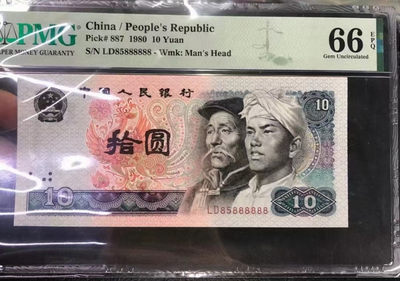 PMG
PAPER MONEY GUARANTY
China / People's Republic
Pick# 887 1980 10 Yuan
S/N LD85888888 - Wmk: Man's Head
66
EPQ
Gem Uncirculated
中国人民银行
10
拾圆
10
10
LD85888888